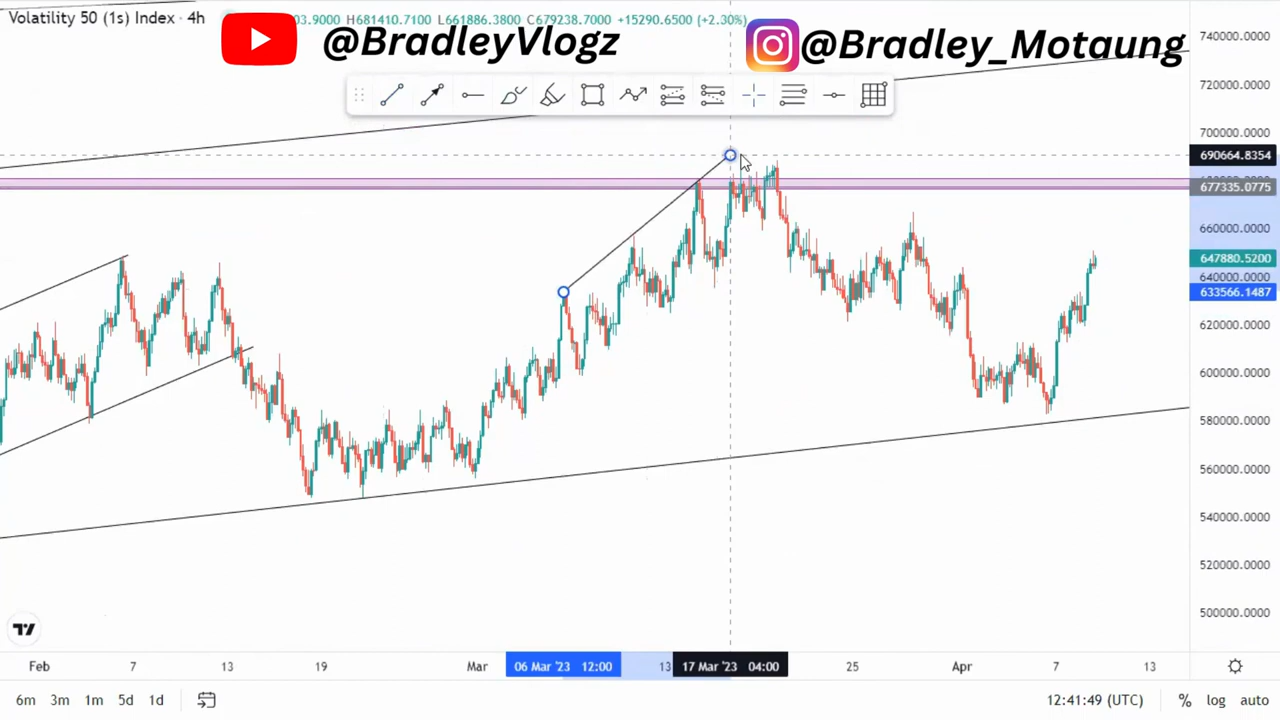 Volatility 50 (1s) Index · 4h
03.9000 H681410.7100 L661886.3800 C679238.7000 +15290.6500 (+2.30%)
@BradleyVlogz
@Bradley_Motaung
740000.0000
720000.0000
700000.0000
690664.8354
677335.0775
660000.0000
647880.5200
640000.0000
633566.1487
620000.0000
600000.0000
580000.0000
560000.0000
540000.0000
520000.0000
500000.0000
Feb 7 13 19 Mar 06 Mar '23 12:00 13 17 Mar '23 04:00 25 Apr 7 13
6m 3m 1m 5d 1d 12:41:49 (UTC) % log auto